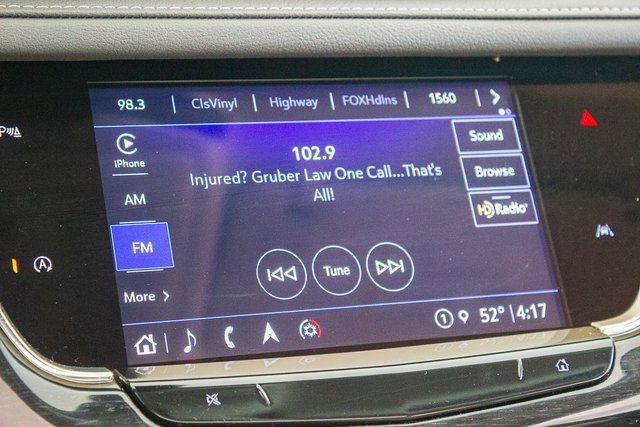 98.3 ClsVinyl Highway FOXHdlns 1560
iPhone
102.9
Injured? Gruber Law One Call...That's
All!
Sound
Browse
HD Radio
AM
FM
Tune
More
1 52° 4:17
P
A